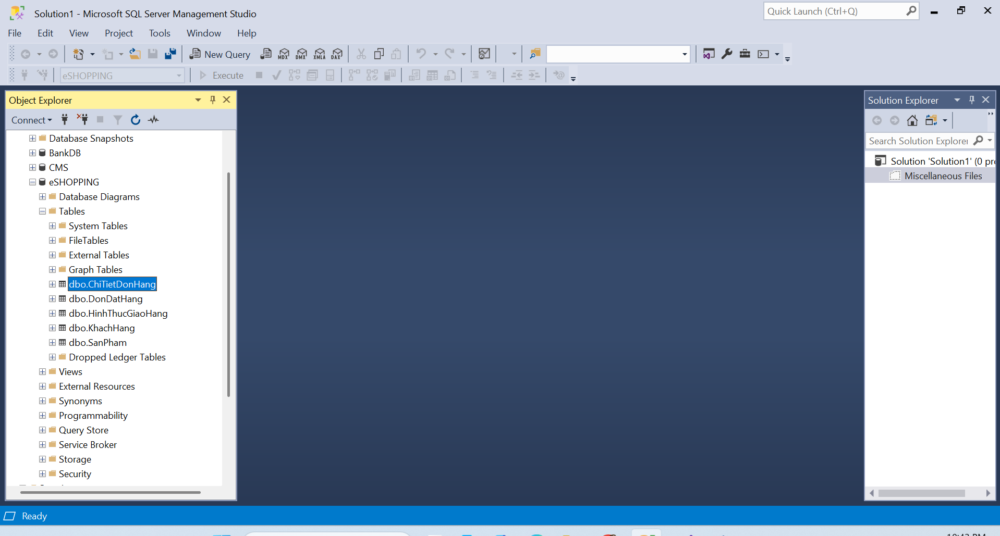 Solution1 - Microsoft SQL Server Management Studio
Quick Launch (Ctrl+Q)
File Edit View Project Tools Window Help
New Query MDX DMX XMLA DAX
eSHOPPING Execute
Object Explorer
Connect
Database Snapshots
BankDB
CMS
eSHOPPING
Database Diagrams
Tables
System Tables
FileTables
External Tables
Graph Tables
dbo.ChiTietDonHang
dbo.DonDatHang
dbo.HinhThucGiaoHang
dbo.KhachHang
dbo.SanPham
Dropped Ledger Tables
Views
External Resources
Synonyms
Programmability
Query Store
Service Broker
Storage
Security
Solution Explorer
Search Solution Explorer
Solution 'Solution1' (0 pr
Miscellaneous Files
Ready